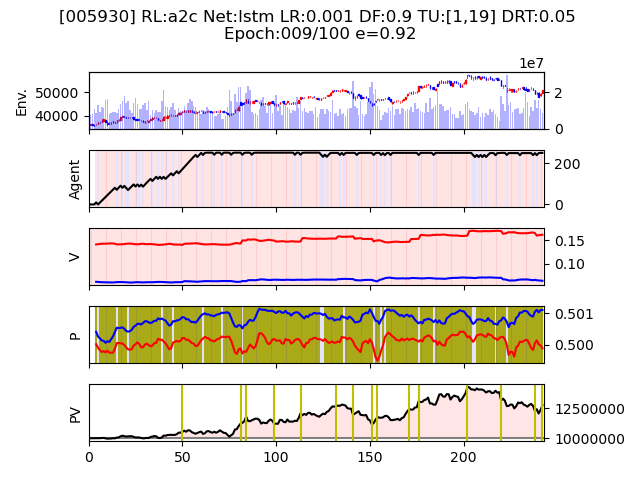 [005930] RL:a2c Net:lstm LR:0.001 DF:0.9 TU:[1,19] DRT:0.05
Epoch:009/100 e=0.92
1e7
Env.
50000
40000
2
0
Agent
200
0
V
0.15
0.10
P
0.501
0.500
PV
12500000
10000000
0 50 100 150 200